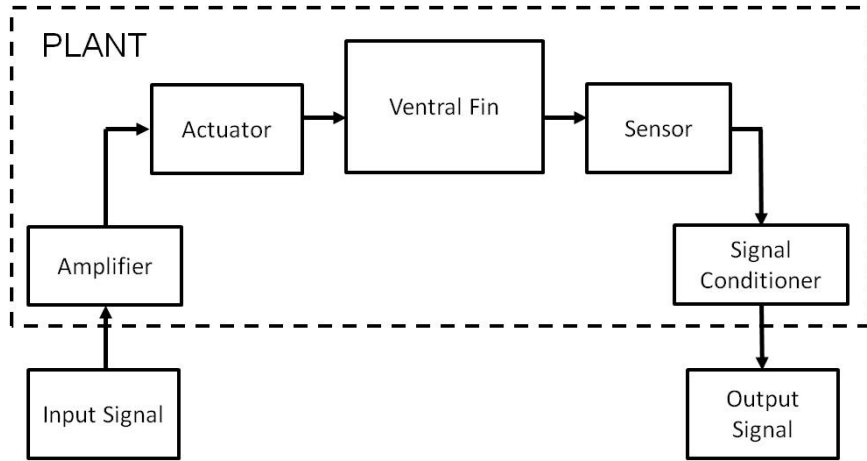 PLANT
Actuator
Ventral Fin
Sensor
Amplifier
Signal
Conditioner
Input Signal
Output
Signal